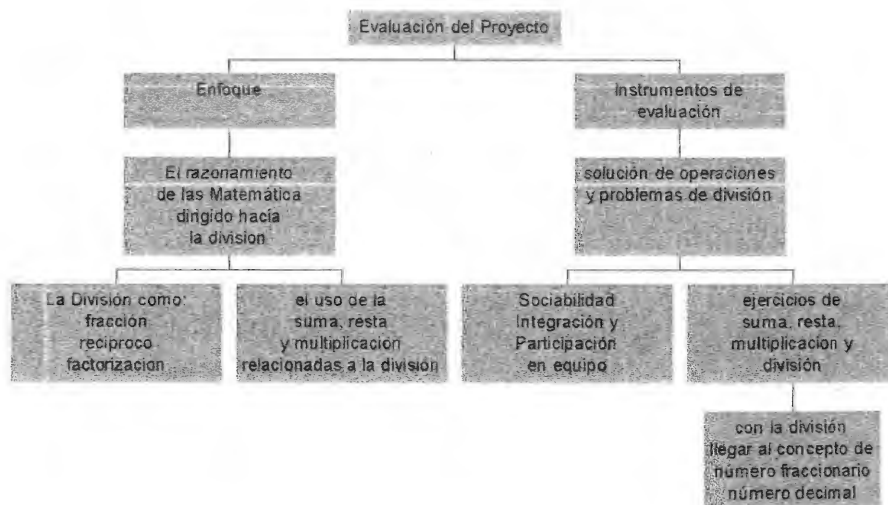 Evaluación del Proyecto
Enfoque
Instrumentos de
evaluación
El razonamiento
de las Matemática
dirigido hacía
la division
solución de operaciones
y problemas de división
La División como:
fracción
reciproco
factorizacion
el uso de la
suma, resta
y multiplicación
relacionadas a la división
Sociabilidad
Integración y
Participación
en equipo
ejercicios de
suma, resta,
multiplicacion y
división
con la división
llegar al concepto de
número fraccionario
número decimal